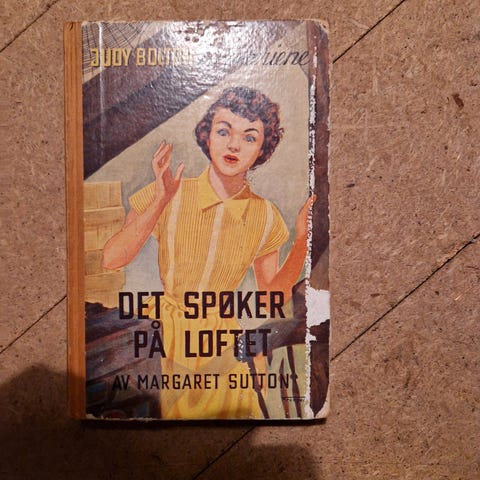 JUDY BOLTON
DET SPØKER
PÅ LOFTET
AV MARGARET SUTTON